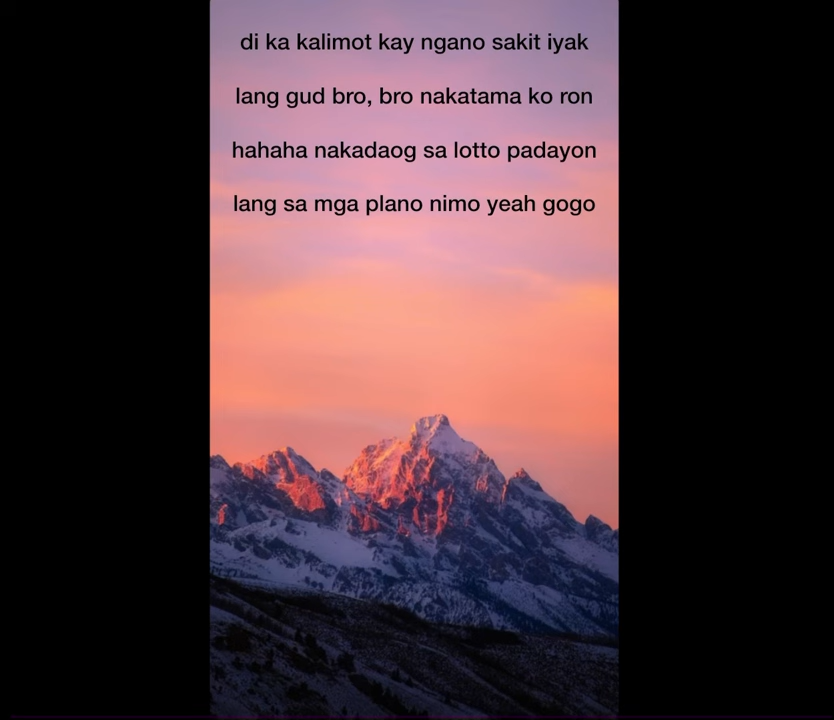 di ka kalimot kay ngano sakit iyak
lang gud bro, bro nakatama ko ron
hahaha nakadaog sa lotto padayon
lang sa mga plano nimo yeah gogo